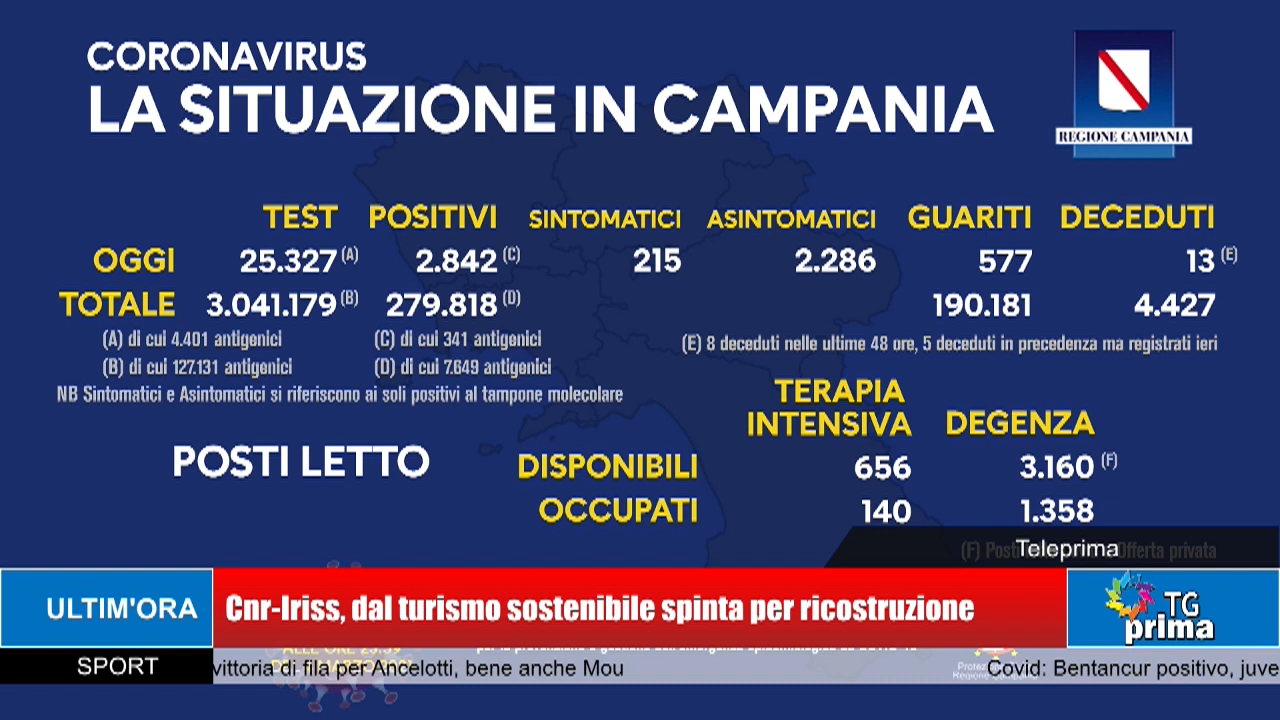 CORONAVIRUS
LA SITUAZIONE IN CAMPANIA
REGIONE CAMPANIA
TEST POSITIVI SINTOMATICI ASINTOMATICI GUARITI DECEDUTI
OGGI 25.327 (A) 2.842 (C) 215 2.286 577 13 (E)
TOTALE 3.041.179 (B) 279.818 (D) 190.181 4.427
(A) di cui 4.401 antigenici (C) di cui 341 antigenici (E) 8 deceduti nelle ultime 48 ore, 5 deceduti in precedenza ma registrati ieri
(B) di cui 127.131 antigenici (D) di cui 7.649 antigenici
NB Sintomatici e Asintomatici si riferiscono ai soli positivi al tampone molecolare
TERAPIA
INTENSIVA DEGENZA
POSTI LETTO DISPONIBILI 656 3.160 (F)
OCCUPATI 140 1.358
(F) Offerta privata
Teleprima
ULTIM'ORA Cnr-Iriss, dal turismo sostenibile spinta per ricostruzione TG
prima
SPORT vittoria di fila per Ancelotti, bene anche Mou Covid: Bentancur positivo, juve